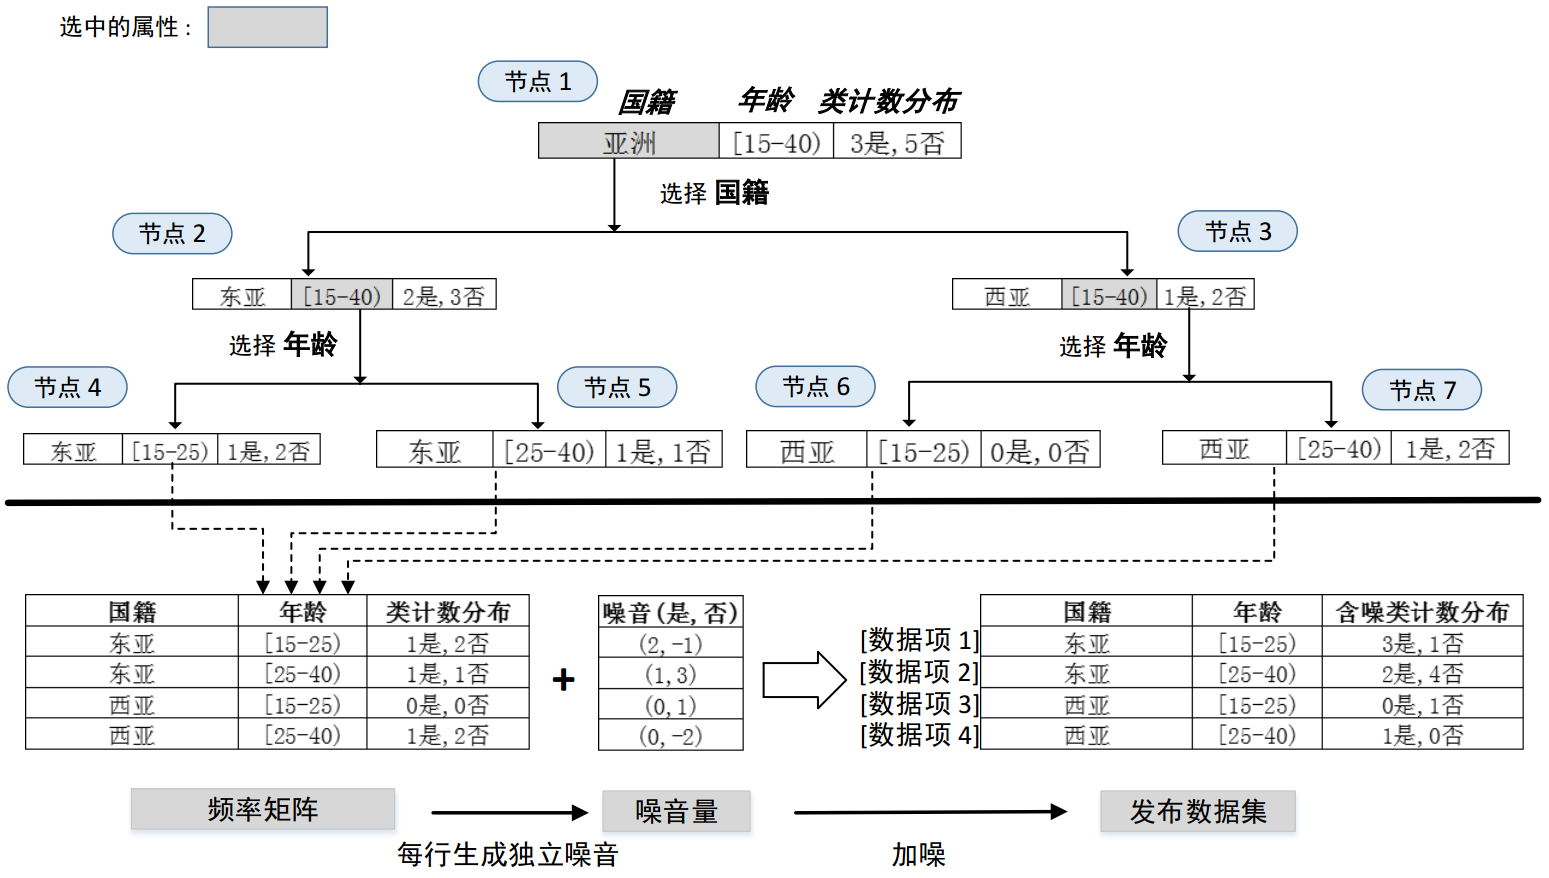 选中的属性：
节点 1
国籍 年龄 类计数分布
亚洲 [15-40) 3是,5否
选择 国籍
节点 2 节点 3
东亚 [15-40) 2是,3否 西亚 [15-40) 1是,2否
选择 年龄 选择 年龄
节点 4 节点 5 节点 6 节点 7
东亚 [15-25) 1是,2否 东亚 [25-40) 1是,1否 西亚 [15-25) 0是,0否 西亚 [25-40) 1是,2否
国籍 年龄 类计数分布 噪音(是,否) 国籍 年龄 含噪类计数分布
东亚 [15-25) 1是,2否 (2,-1) [数据项 1] 东亚 [15-25) 3是,1否
东亚 [25-40) 1是,1否 (1,3) [数据项 2] 东亚 [25-40) 2是,4否
西亚 [15-25) 0是,0否 (0,1) [数据项 3] 西亚 [15-25) 0是,1否
西亚 [25-40) 1是,2否 (0,-2) [数据项 4] 西亚 [25-40) 1是,0否
+
频率矩阵 噪音量 发布数据集
每行生成独立噪音 加噪